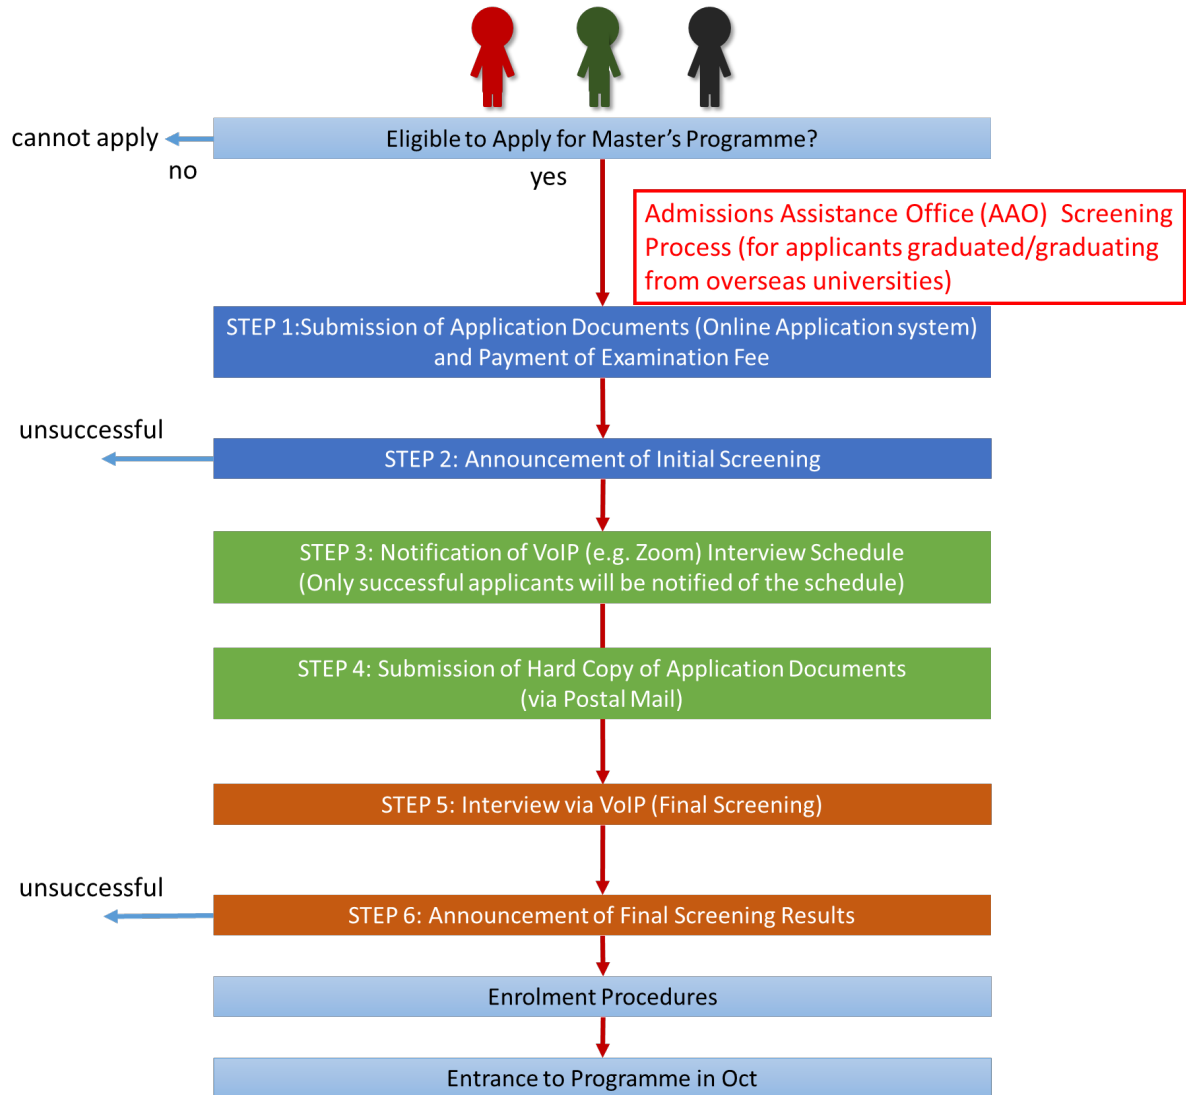 Eligible to Apply for Master’s Programme?
cannot apply
no
yes
Admissions Assistance Office (AAO)  Screening
Process (for applicants graduated/graduating
from overseas universities)
STEP 1:Submission of Application Documents (Online Application system)
and Payment of Examination Fee
unsuccessful
STEP 2: Announcement of Initial Screening
STEP 3: Notification of VoIP (e.g. Zoom) Interview Schedule
(Only successful applicants will be notified of the schedule)
STEP 4: Submission of Hard Copy of Application Documents
(via Postal Mail)
STEP 5: Interview via VoIP (Final Screening)
unsuccessful
STEP 6: Announcement of Final Screening Results
Enrolment Procedures
Entrance to Programme in Oct